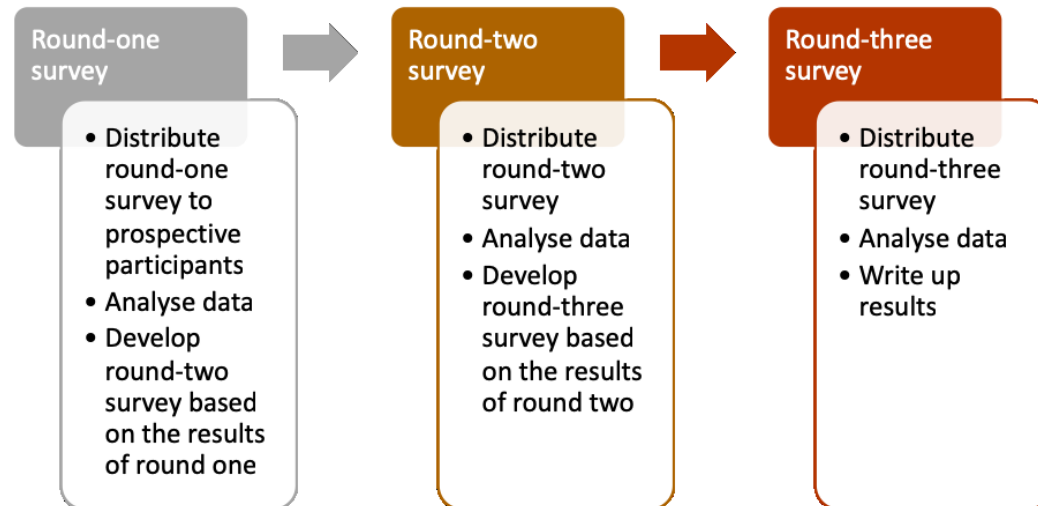 Round-one
survey
• Distribute
round-one
survey to
prospective
participants
• Analyse data
• Develop
round-two
survey based
on the results
of round one
Round-two
survey
• Distribute
round-two
survey
• Analyse data
• Develop
round-three
survey based
on the results
of round two
Round-three
survey
• Distribute
round-three
survey
• Analyse data
• Write up
results